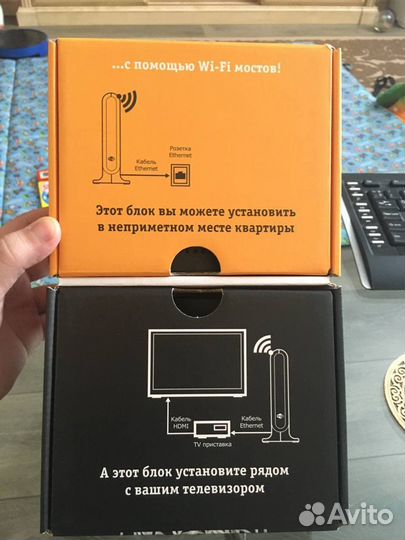 ...с помощью Wi-Fi мостов!
Розетка
Ethernet
Кабель
Ethernet
Этот блок вы можете установить
в неприметном месте квартиры
Кабель
HDMI
Кабель
Ethernet
TV приставка
А этот блок установите рядом
с вашим телевизором
Avito